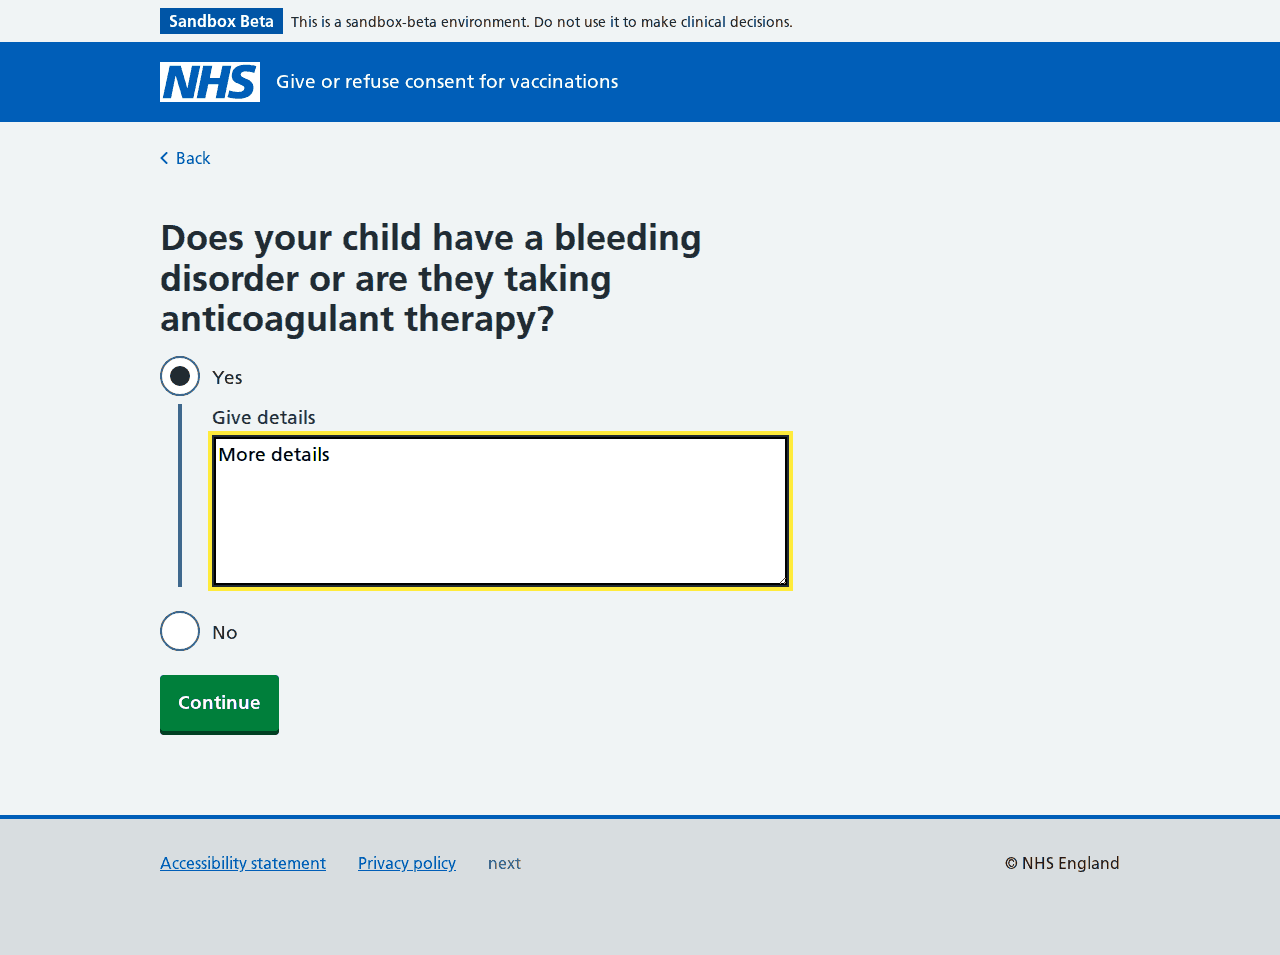 Sandbox Beta This is a sandbox-beta environment. Do not use it to make clinical decisions.
NHS Give or refuse consent for vaccinations
Back
Does your child have a bleeding
disorder or are they taking
anticoagulant therapy?
Yes
Give details
More details
No
Continue
Accessibility statement Privacy policy next © NHS England